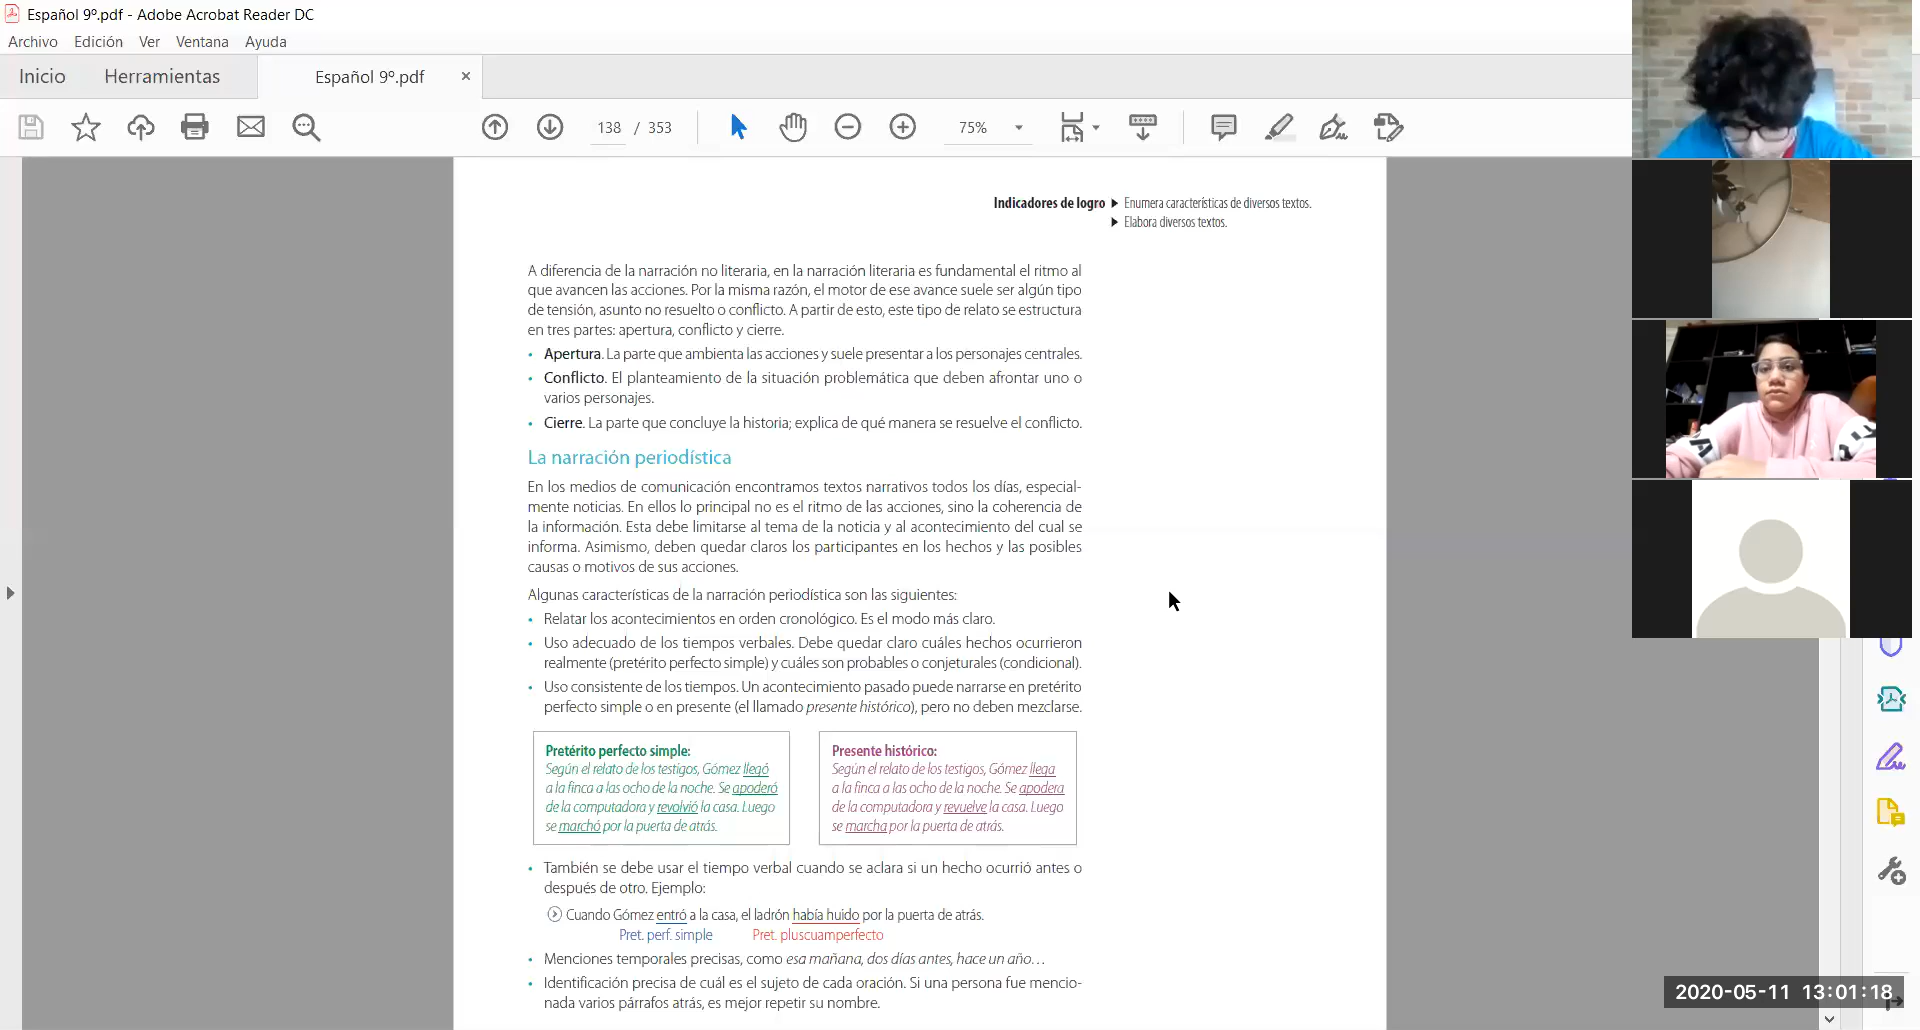 Español 9º.pdf - Adobe Acrobat Reader DC
Archivo Edición Ver Ventana Ayuda
Inicio Herramientas Español 9º.pdf ×
138 / 353 75%
Indicadores de logro ▶ Enumera características de diversos textos.
▶ Elabora diversos textos.
A diferencia de la narración no literaria, en la narración literaria es fundamental el ritmo al
que avancen las acciones. Por la misma razón, el motor de ese avance suele ser algún tipo
de tensión, asunto no resuelto o conflicto. A partir de esto, este tipo de relato se estructura
en tres partes: apertura, conflicto y cierre.
• Apertura. La parte que ambienta las acciones y suele presentar a los personajes centrales.
• Conflicto. El planteamiento de la situación problemática que deben afrontar uno o
varios personajes.
• Cierre. La parte que concluye la historia; explica de qué manera se resuelve el conflicto.
La narración periodística
En los medios de comunicación encontramos textos narrativos todos los días, especial-
mente noticias. En ellos lo principal no es el ritmo de las acciones, sino la coherencia de
la información. Esta debe limitarse al tema de la noticia y al acontecimiento del cual se
informa. Asimismo, deben quedar claros los participantes en los hechos y las posibles
causas o motivos de sus acciones.
Algunas características de la narración periodística son las siguientes:
• Relatar los acontecimientos en orden cronológico. Es el modo más claro.
• Uso adecuado de los tiempos verbales. Debe quedar claro cuáles hechos ocurrieron
realmente (pretérito perfecto simple) y cuáles son probables o conjeturales (condicional).
• Uso consistente de los tiempos. Un acontecimiento pasado puede narrarse en pretérito
perfecto simple o en presente (el llamado presente histórico), pero no deben mezclarse.
Pretérito perfecto simple:
Según el relato de los testigos, Gómez llegó
a la finca a las ocho de la noche. Se apoderó
de la computadora y revolvió la casa. Luego
se marchó por la puerta de atrás.
Presente histórico:
Según el relato de los testigos, Gómez llega
a la finca a las ocho de la noche. Se apodera
de la computadora y revuelve la casa. Luego
se marcha por la puerta de atrás.
• También se debe usar el tiempo verbal cuando se aclara si un hecho ocurrió antes o
después de otro. Ejemplo:
Cuando Gómez entró a la casa, el ladrón había huido por la puerta de atrás.
Pret. perf. simple Pret. pluscuamperfecto
• Menciones temporales precisas, como esa mañana, dos días antes, hace un año…
• Identificación precisa de cuál es el sujeto de cada oración. Si una persona fue mencio-
nada varios párrafos atrás, es mejor repetir su nombre.
2020-05-11 13:01:18